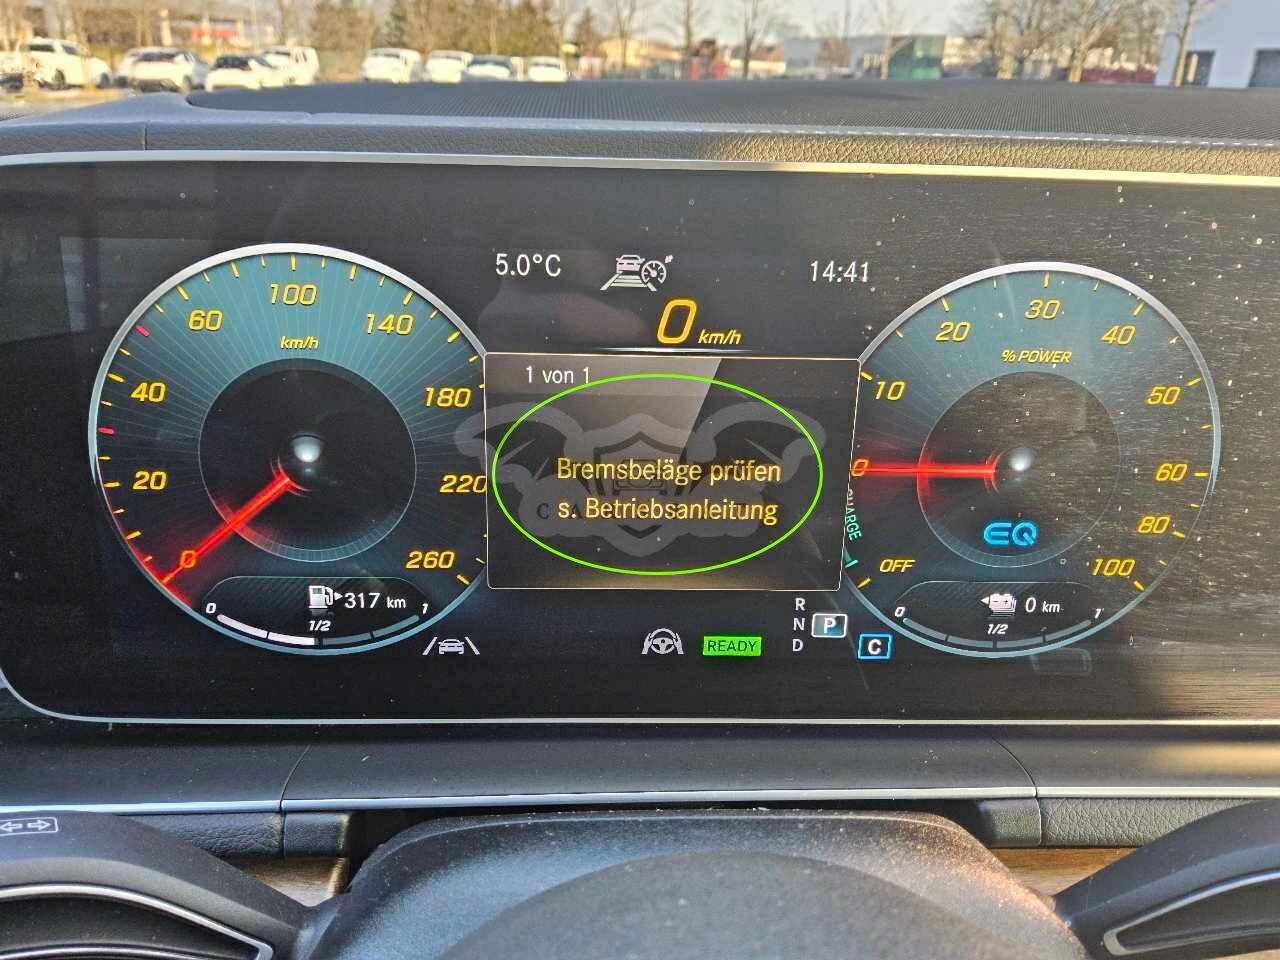 5.0°C
14:41
0 km/h
20
40
60
100
140
180
220
260
0
km/h
317 km
0
1/2
1
1 von 1
Bremsbeläge prüfen
s. Betriebsanleitung
OFF
CHARGE
0
10
20
30
40
50
60
80
100
% POWER
EQ
0 km
0
1/2
1
READY
R
N
P
D
C